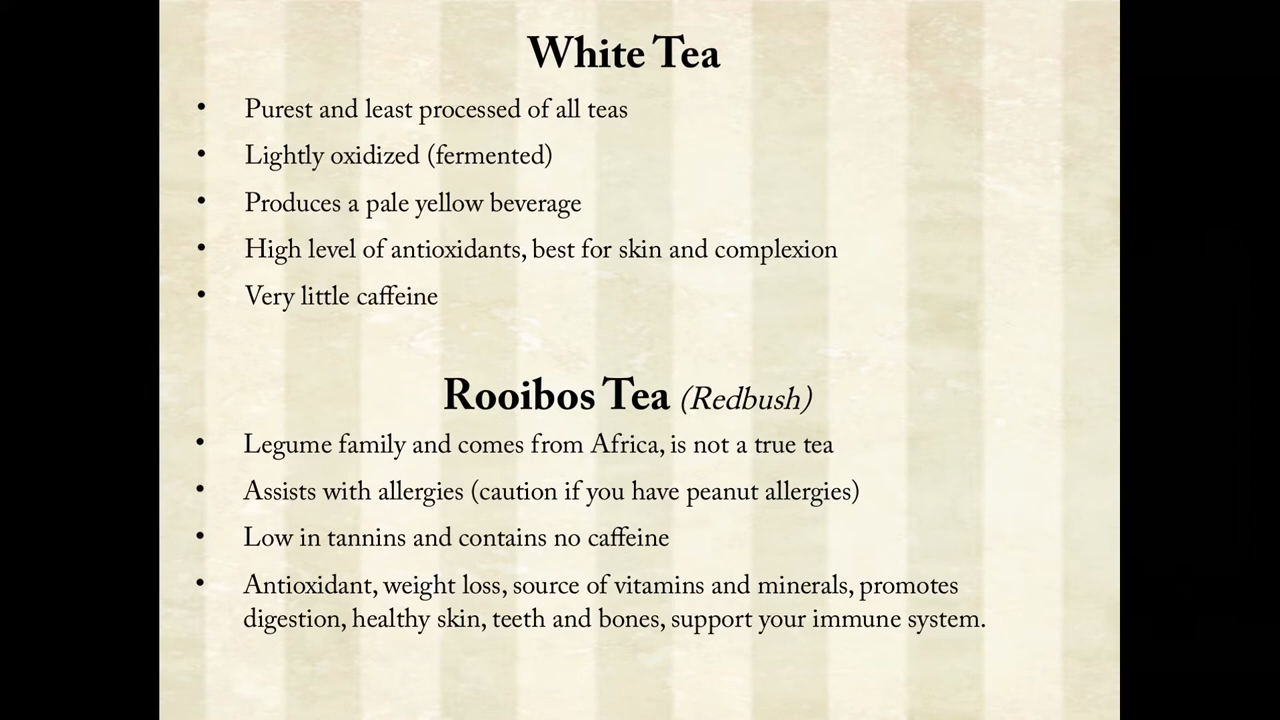 White Tea
• Purest and least processed of all teas
• Lightly oxidized (fermented)
• Produces a pale yellow beverage
• High level of antioxidants, best for skin and complexion
• Very little caffeine
Rooibos Tea (Redbush)
• Legume family and comes from Africa, is not a true tea
• Assists with allergies (caution if you have peanut allergies)
• Low in tannins and contains no caffeine
• Antioxidant, weight loss, source of vitamins and minerals, promotes
digestion, healthy skin, teeth and bones, support your immune system.